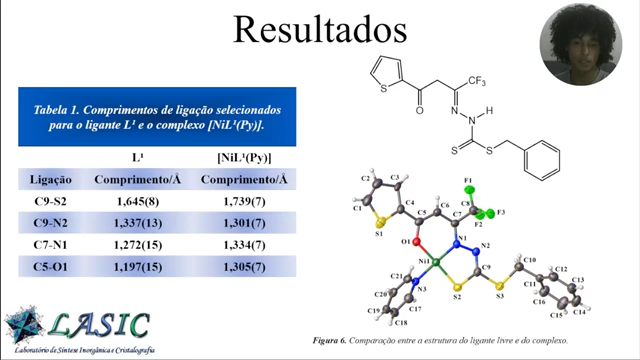 Resultados
Tabela 1. Comprimentos de ligação selecionados
para o ligante L¹ e o complexo [NiL¹(Py)].
L¹ [NiL¹(Py)]
Ligação Comprimento/Å Comprimento/Å
C9-S2 1,645(8) 1,739(7)
C9-N2 1,337(13) 1,301(7)
C7-N1 1,272(15) 1,334(7)
C5-O1 1,197(15) 1,305(7)
S
O
CF₃
N
N
H
S
S
C2
C3
C1
C4
S1
C5
C6
F1
C8
F3
F2
C7
O1
N1
N2
Ni1
C9
C10
C21
N3
S2
S3
C11
C12
C13
C20
C19
C17
C18
C16
C15
C14
LASIC
Laboratório de Síntese Inorgânica e Cristalografia
Figura 6. Comparação entre a estrutura do ligante livre e do complexo.